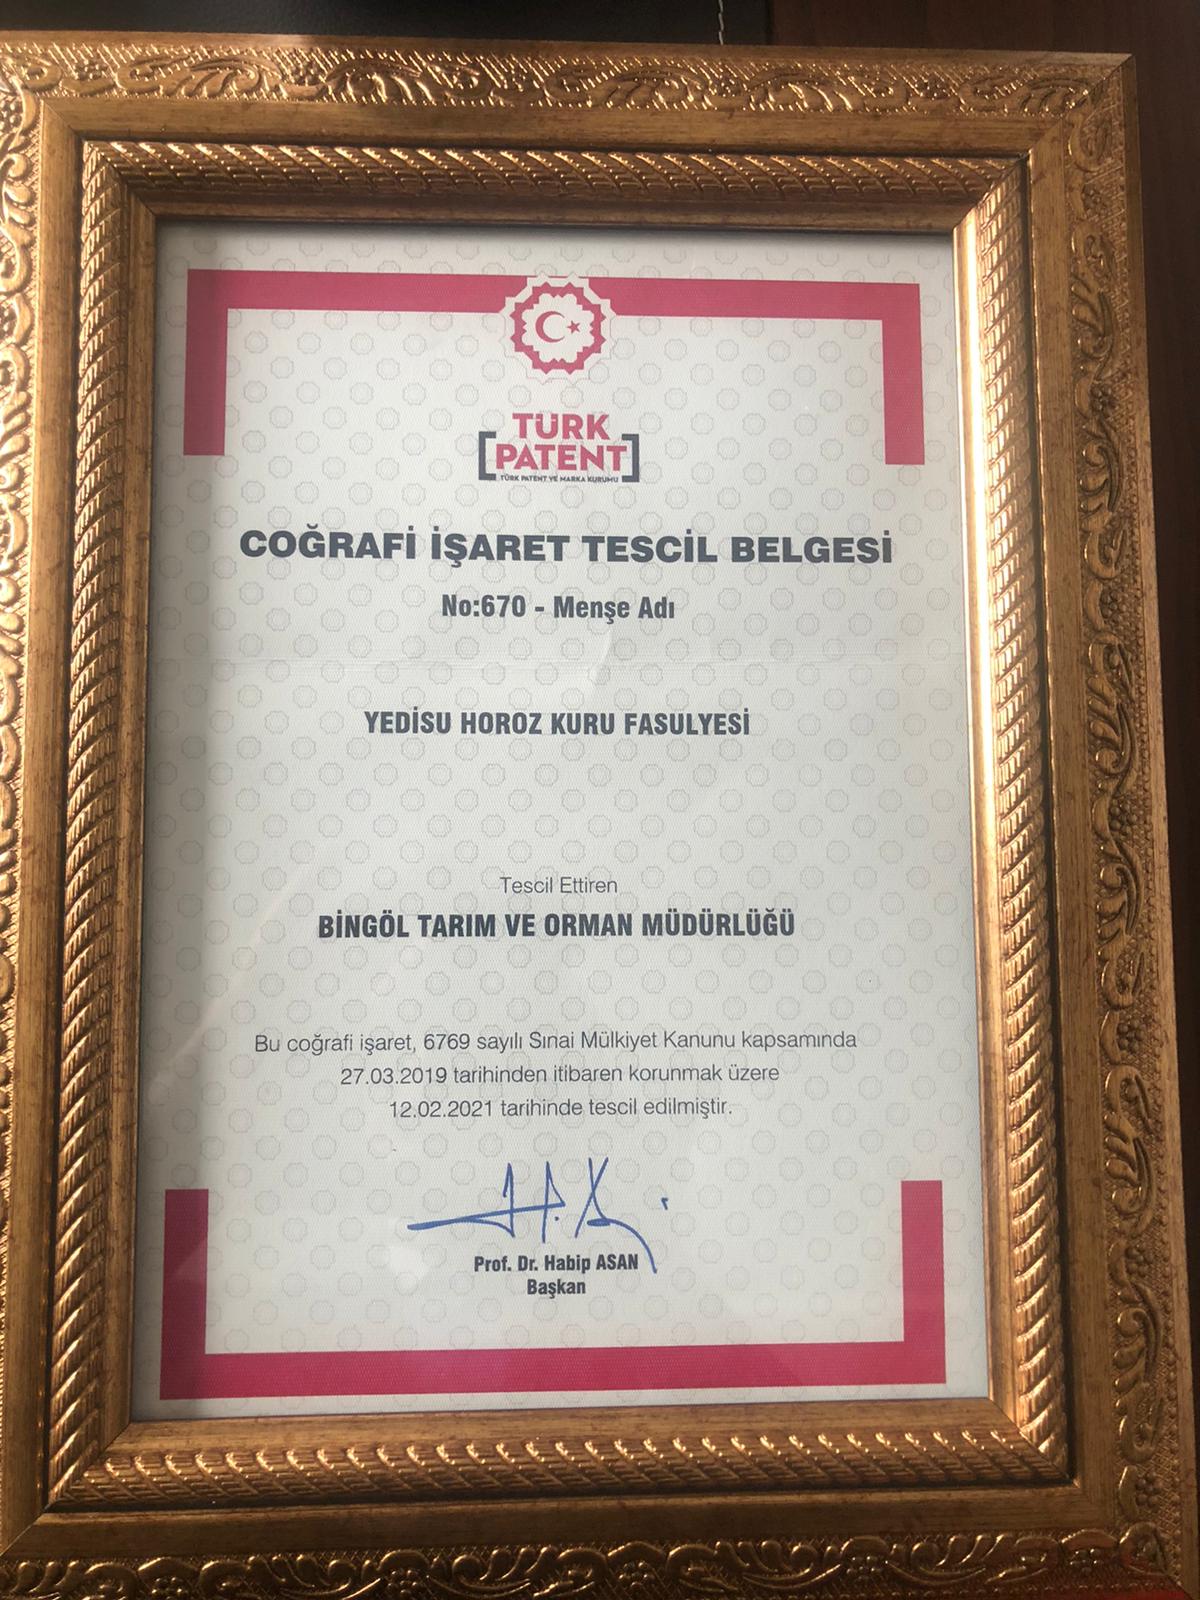 TÜRK
PATENT
TÜRK PATENT VE MARKA KURUMU
COĞRAFİ İŞARET TESCİL BELGESİ
No:670 - Menşe Adı
YEDİSU HOROZ KURU FASULYESİ
Tescil Ettiren
BİNGÖL TARIM VE ORMAN MÜDÜRLÜĞÜ
Bu coğrafi işaret, 6769 sayılı Sınai Mülkiyet Kanunu kapsamında
27.03.2019 tarihinden itibaren korunmak üzere
12.02.2021 tarihinde tescil edilmiştir.
Prof. Dr. Habip ASAN
Başkan